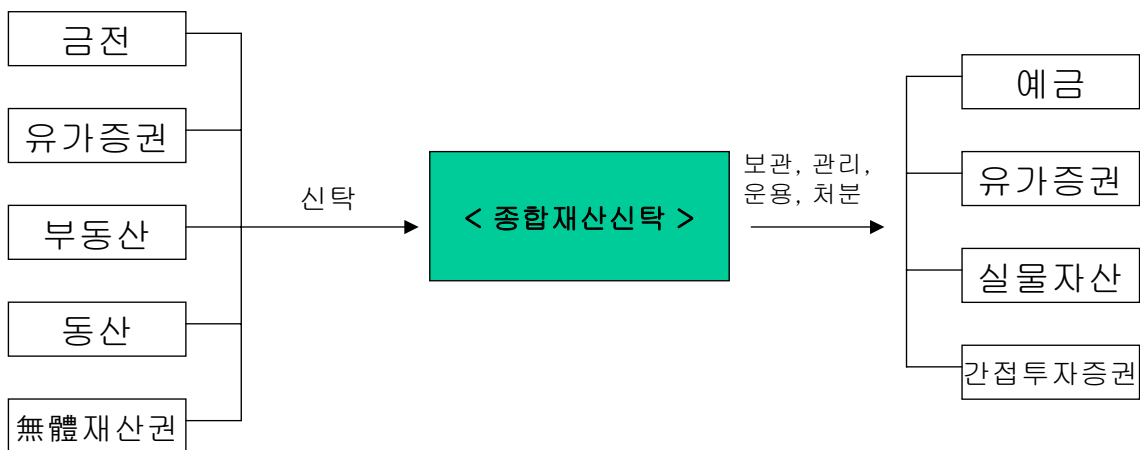 금전
유가증권
부동산
동산
無體재산권
신탁
< 종합재산신탁 >
보관, 관리,
운용, 처분
예금
유가증권
실물자산
간접투자증권